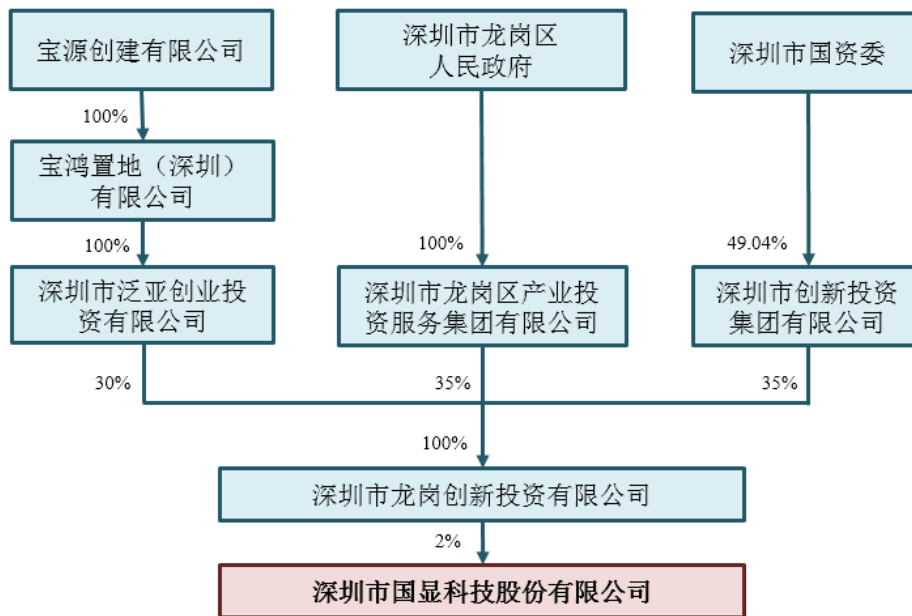 宝源创建有限公司
深圳市龙岗区
人民政府
深圳市国资委
100%
宝鸿置地（深圳）
有限公司
100%
100%
49.04%
深圳市泛亚创业投
资有限公司
深圳市龙岗区产业投
资服务集团有限公司
深圳市创新投资
集团有限公司
30%
35%
35%
100%
深圳市龙岗创新投资有限公司
2%
深圳市国显科技股份有限公司